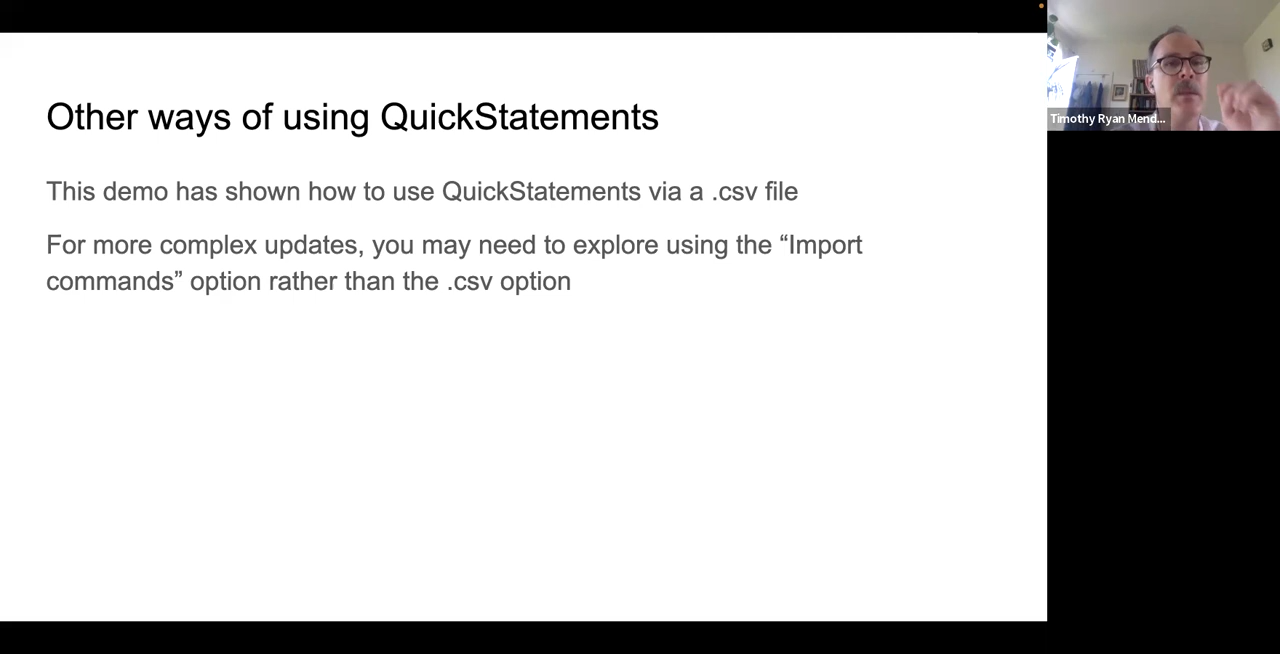 Other ways of using QuickStatements
This demo has shown how to use QuickStatements via a .csv file
For more complex updates, you may need to explore using the “Import
commands” option rather than the .csv option
Timothy Ryan Mend...